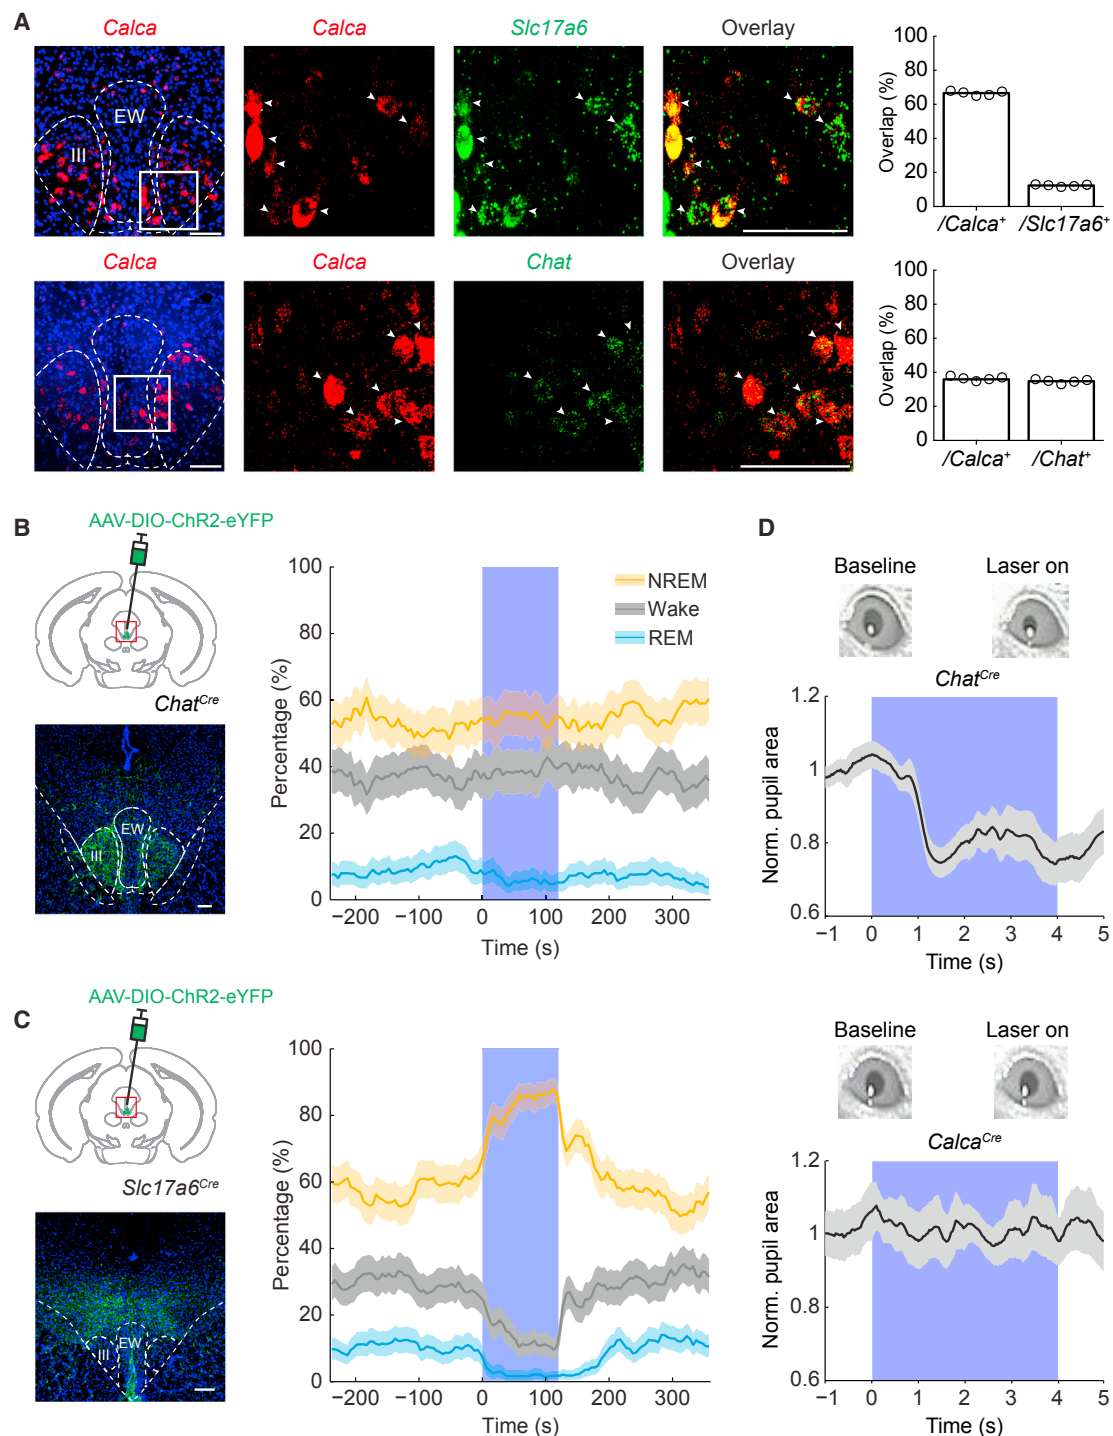 A
Calca
Calca
Slc17a6
Overlay
EW
III
Overlap (%)
100
80
60
40
20
0
/Calca+
/Slc17a6+
Calca
Calca
Chat
Overlay
Overlap (%)
100
80
60
40
20
0
/Calca+
/Chat+
B
AAV-DIO-ChR2-eYFP
ChatCre
EW
III
Percentage (%)
100
80
60
40
20
0
NREM
Wake
REM
−200 −100 0 100 200 300
Time (s)
C
AAV-DIO-ChR2-eYFP
Slc17a6Cre
EW
III
Percentage (%)
100
80
60
40
20
0
−200 −100 0 100 200 300
Time (s)
D
Baseline
Laser on
ChatCre
Norm. pupil area
1.2
1
0.8
0.6
−1 0 1 2 3 4 5
Time (s)
Baseline
Laser on
CalcaCre
Norm. pupil area
1.2
1
0.8
0.6
−1 0 1 2 3 4 5
Time (s)